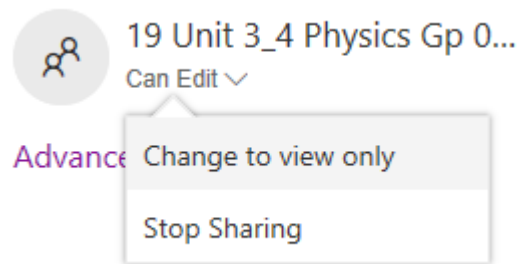 19 Unit 3_4 Physics Gp 0...
Can Edit
Advance
Change to view only
Stop Sharing